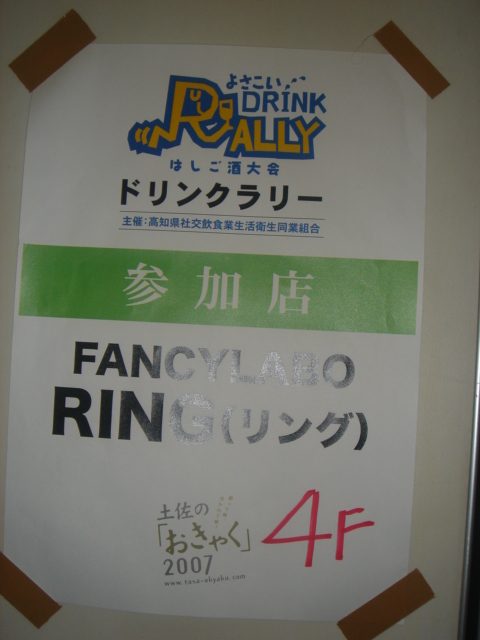 よさこい
DRINK
RALLY
はしご酒大会
ドリンクラリー
主催:高知県社交飲食業生活衛生同業組合
参加店
FANCYLABO
RING(リング)
土佐の
「おきゃく」
2007
www.tosa-okyaku.com
4F